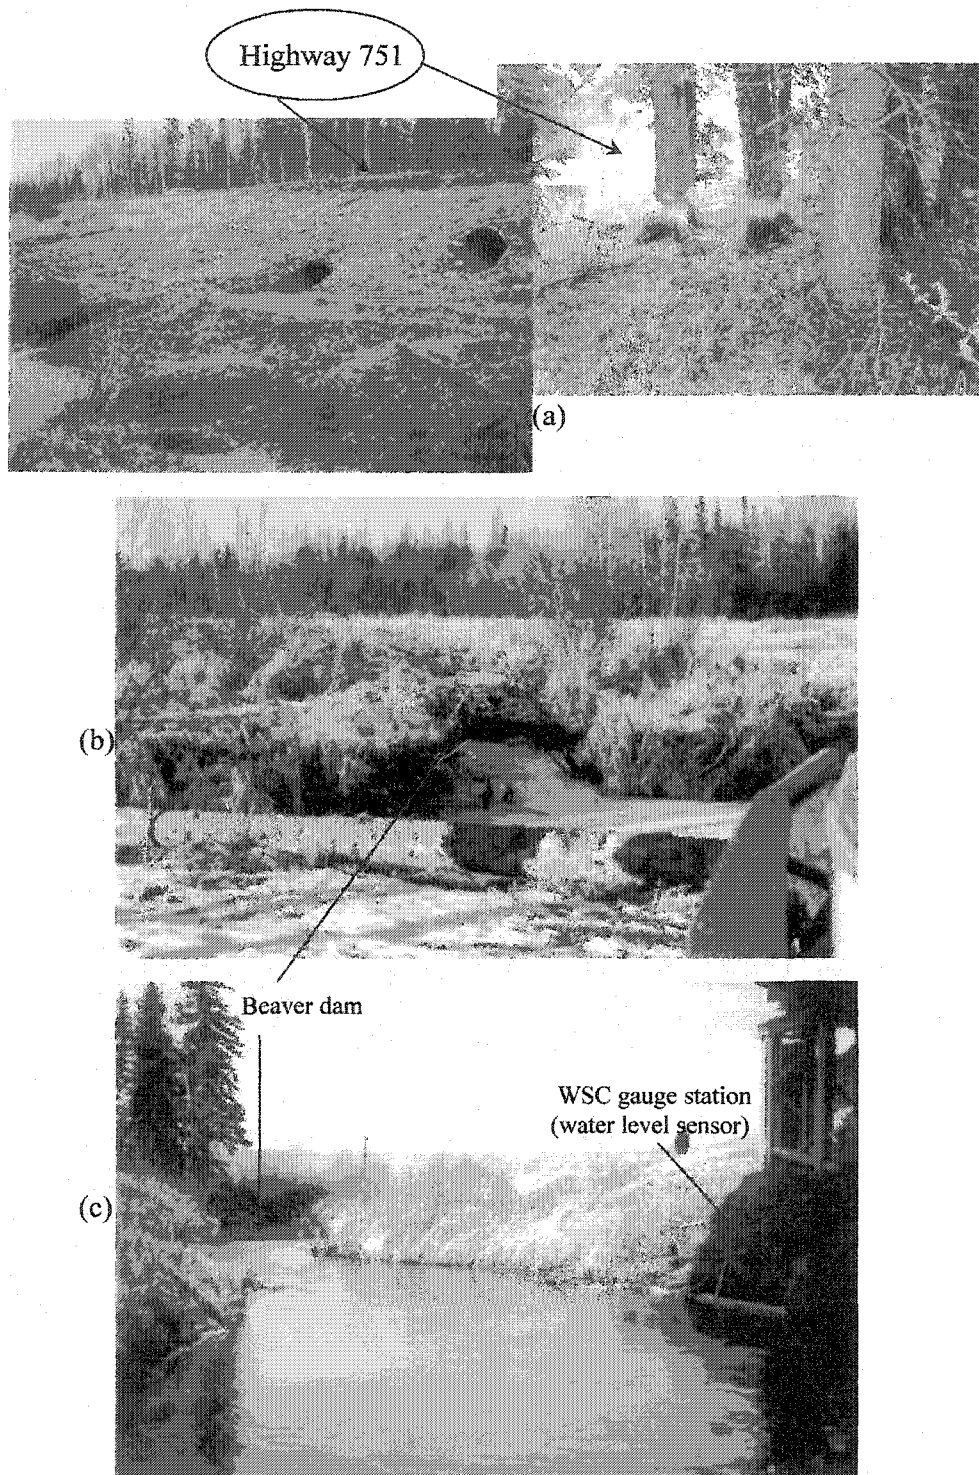 Highway 751
(a)
(b)
Beaver dam
WSC gauge station
(water level sensor)
(c)